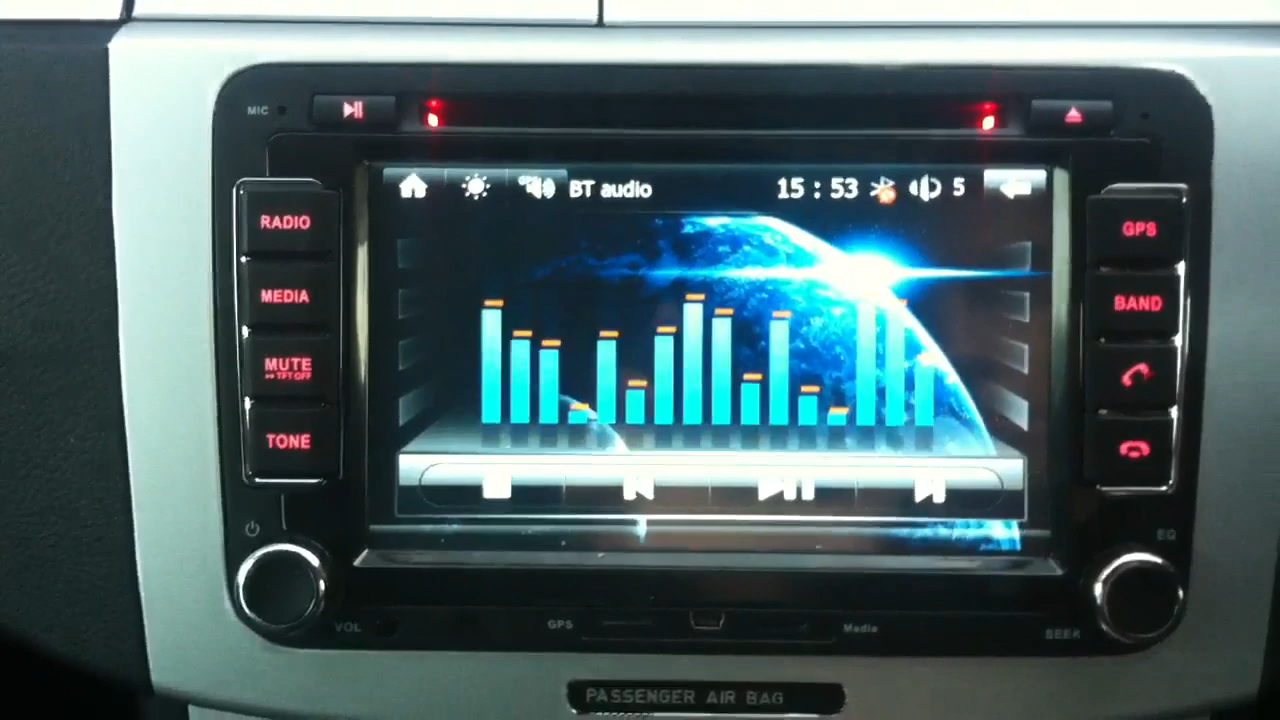 MIC
BT audio 15 : 53 5
RADIO
MEDIA
MUTE
TFT OFF
TONE
GPS
BAND
EQ
VOL
GPS
Media
SEEK
PASSENGER AIR BAG